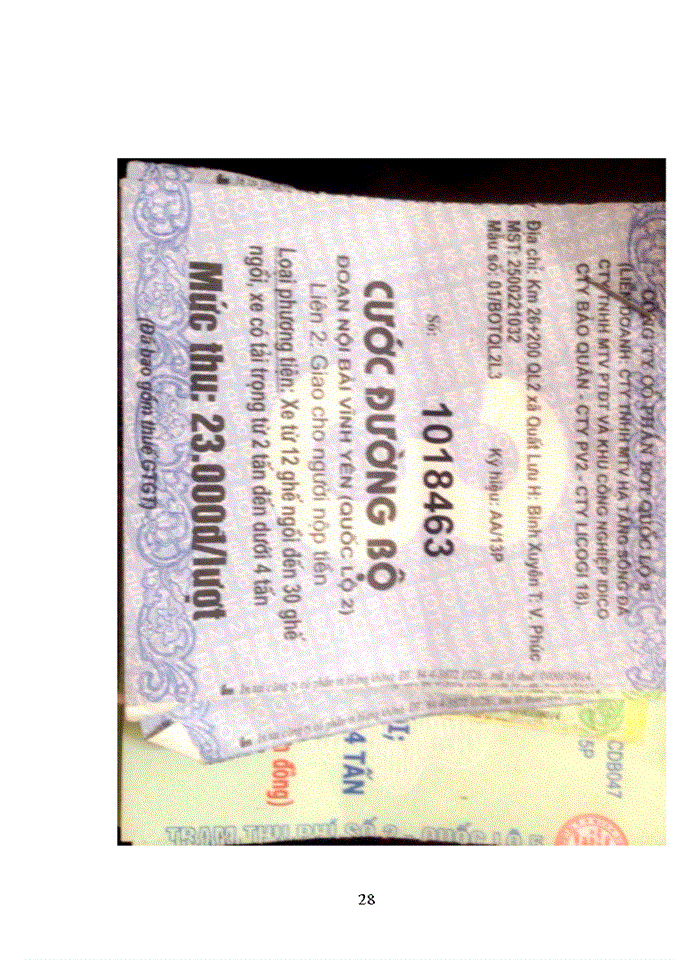 CÔNG TY CỔ PHẦN BOT QUỐC LỘ 2
(LIÊN DOANH: CTY TNHH MTV HẠ TẦNG SÔNG ĐÀ
CTY TNHH MTV PTĐT VÀ KHU CÔNG NGHIỆP IDICO
CTY BẢO QUÂN - CTY PV2 - CTY LICOGI 18).
Địa chỉ: Km 26+200 QL2 xã Quất Lưu H. Bình Xuyên T. V. Phúc
MST: 2500221032
Mẫu số: 01/BOTQL2L3 Ký hiệu: AA/13P
Số: 1018463
CƯỚC ĐƯỜNG BỘ
ĐOẠN NỘI BÀI VĨNH YÊN (QUỐC LỘ 2)
Liên 2: Giao cho người nộp tiền
Loại phương tiện: Xe từ 12 ghế ngồi đến 30 ghế
ngồi, xe có tải trọng từ 2 tấn đến dưới 4 tấn
Mức thu: 23.000đ/lượt
(Đã bao gồm thuế GTGT)
CDB047
5P
I;
4 TẤN
đồng)
TRẠM THU PHÍ SỐ 2 - QUỐC LỘ 5
28